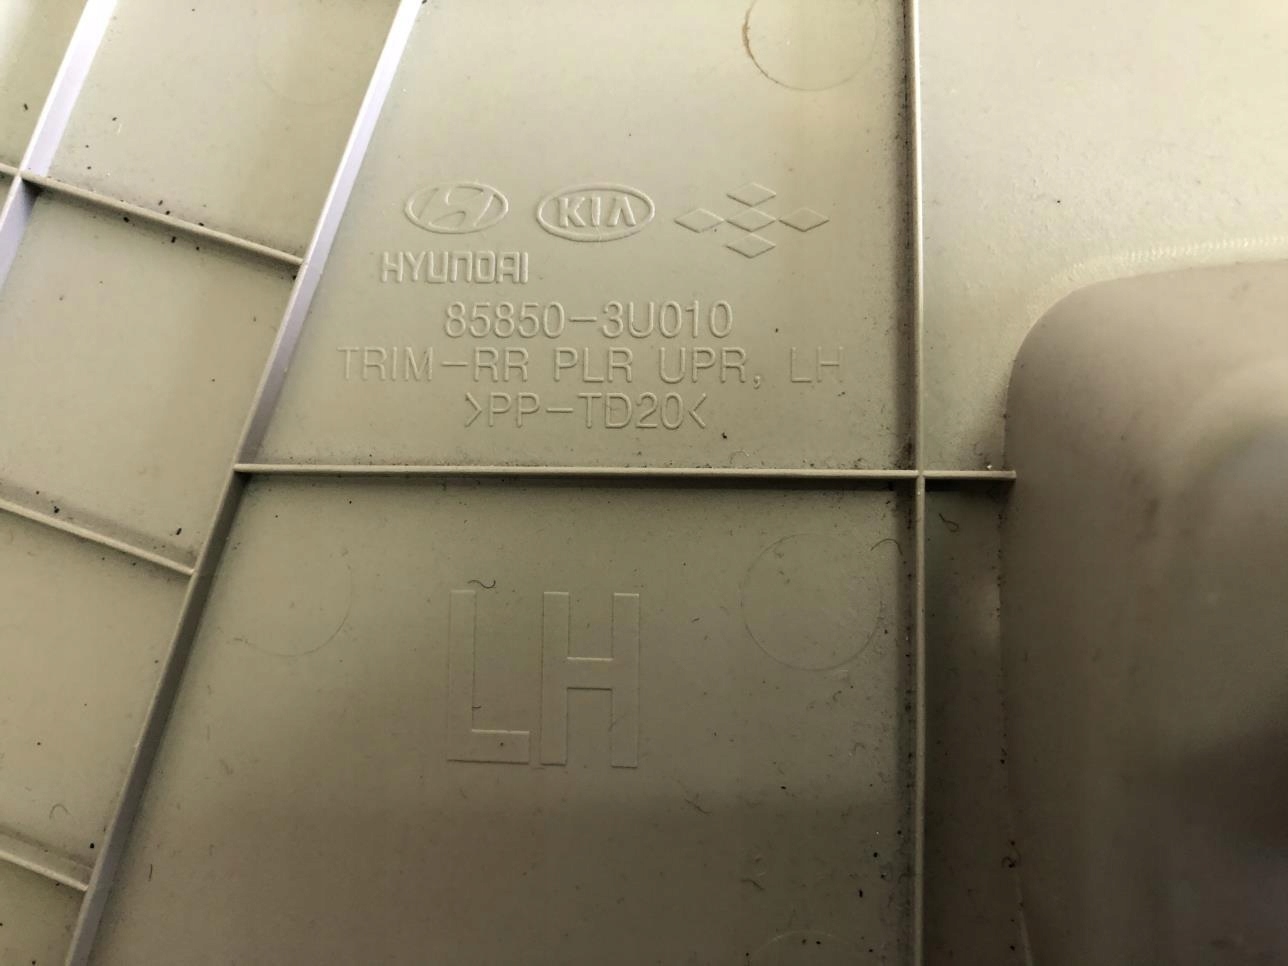 KIA
HYUNDAI
85850-3U010
TRIM-RR PLR UPR, LH
>PP-TD20<
LH